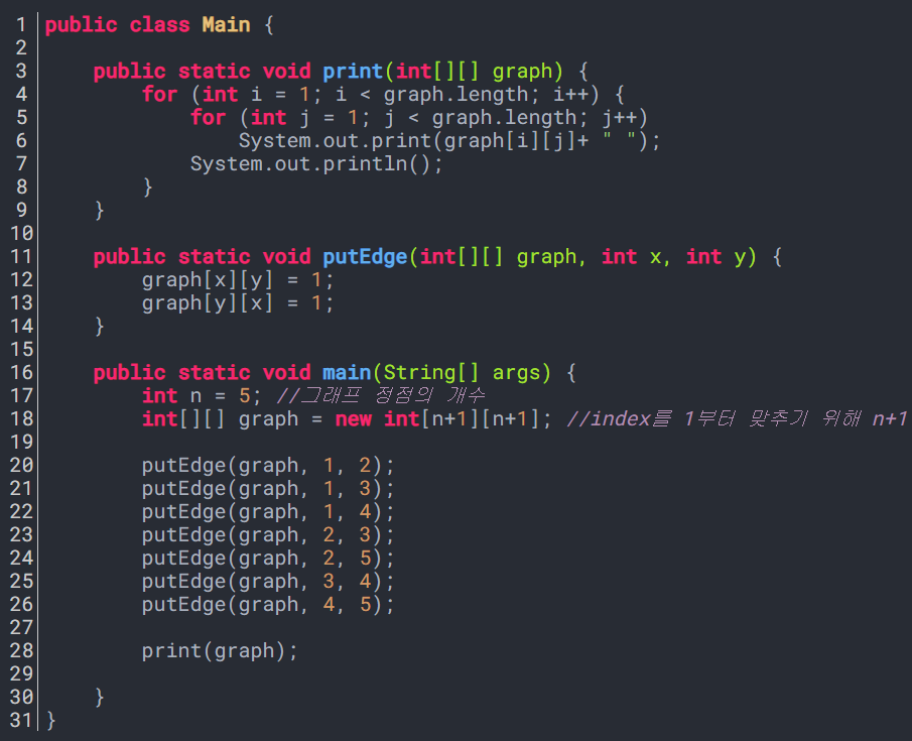 1 public class Main {
2
3     public static void print(int[][] graph) {
4         for (int i = 1; i < graph.length; i++) {
5             for (int j = 1; j < graph.length; j++)
6                 System.out.print(graph[i][j]+ " ");
7             System.out.println();
8         }
9     }
10
11     public static void putEdge(int[][] graph, int x, int y) {
12         graph[x][y] = 1;
13         graph[y][x] = 1;
14     }
15
16     public static void main(String[] args) {
17         int n = 5; //그래프 정점의 개수
18         int[][] graph = new int[n+1][n+1]; //index를 1부터 맞추기 위해 n+1
19
20         putEdge(graph, 1, 2);
21         putEdge(graph, 1, 3);
22         putEdge(graph, 1, 4);
23         putEdge(graph, 2, 3);
24         putEdge(graph, 2, 5);
25         putEdge(graph, 3, 4);
26         putEdge(graph, 4, 5);
27
28         print(graph);
29
30     }
31 }